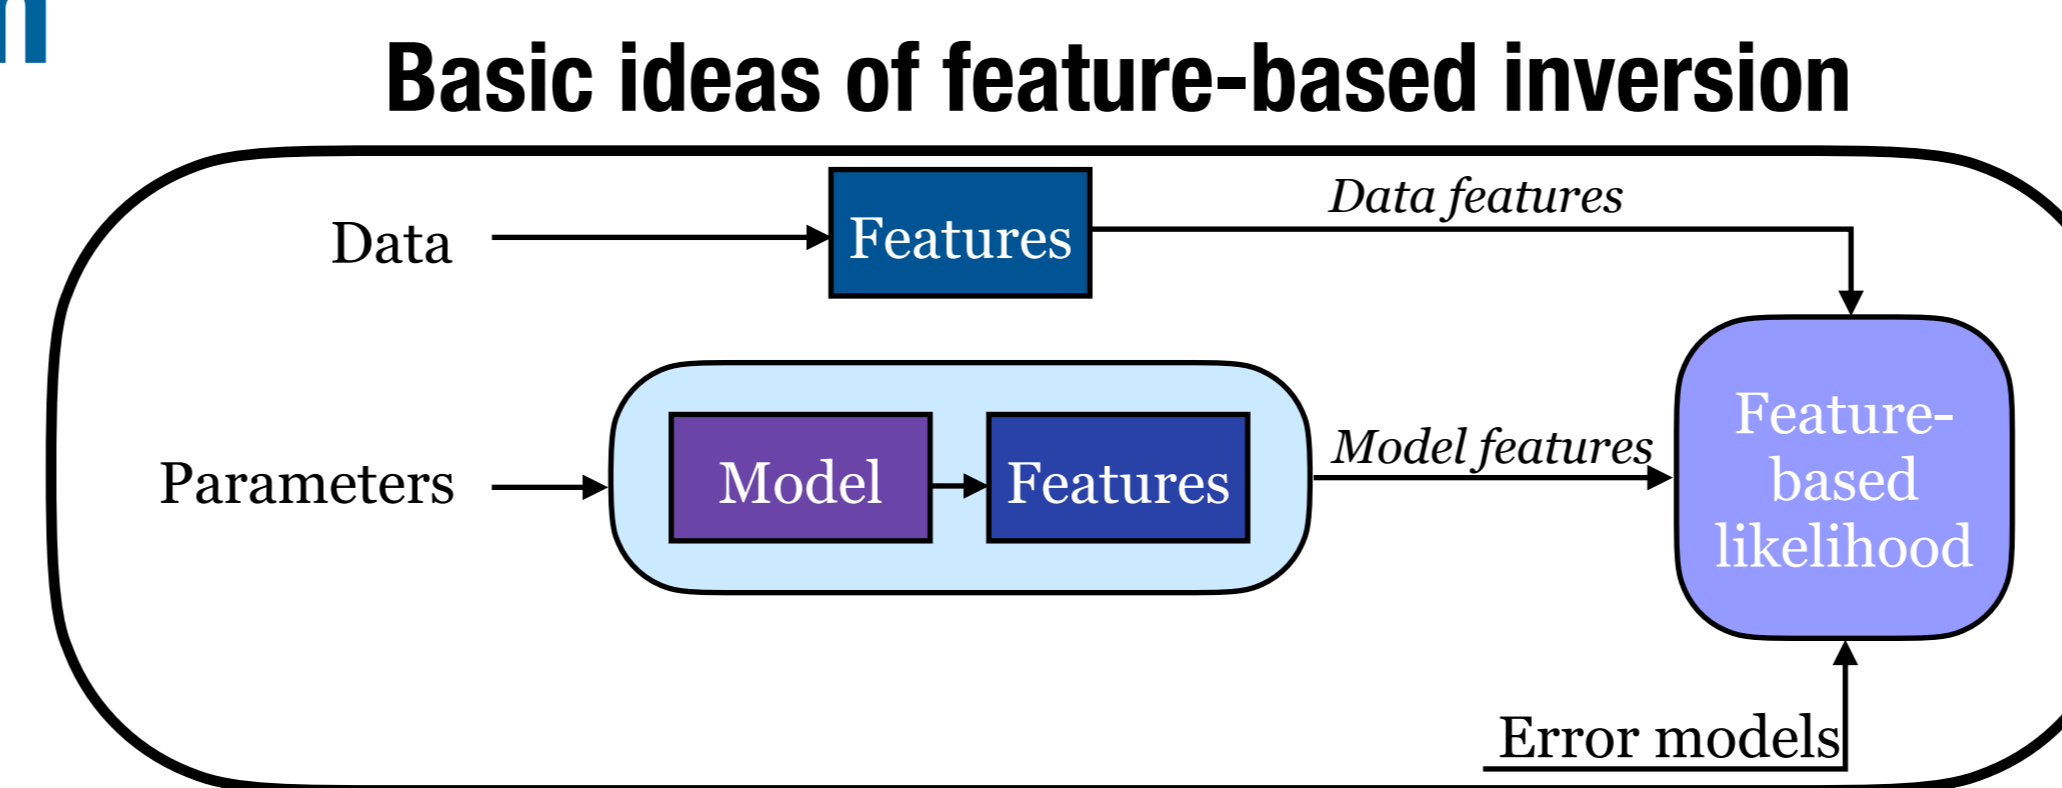 Basic ideas of feature-based inversion
Data
Features
Data features
Parameters
Model
Features
Model features
Feature-
based
likelihood
Error models